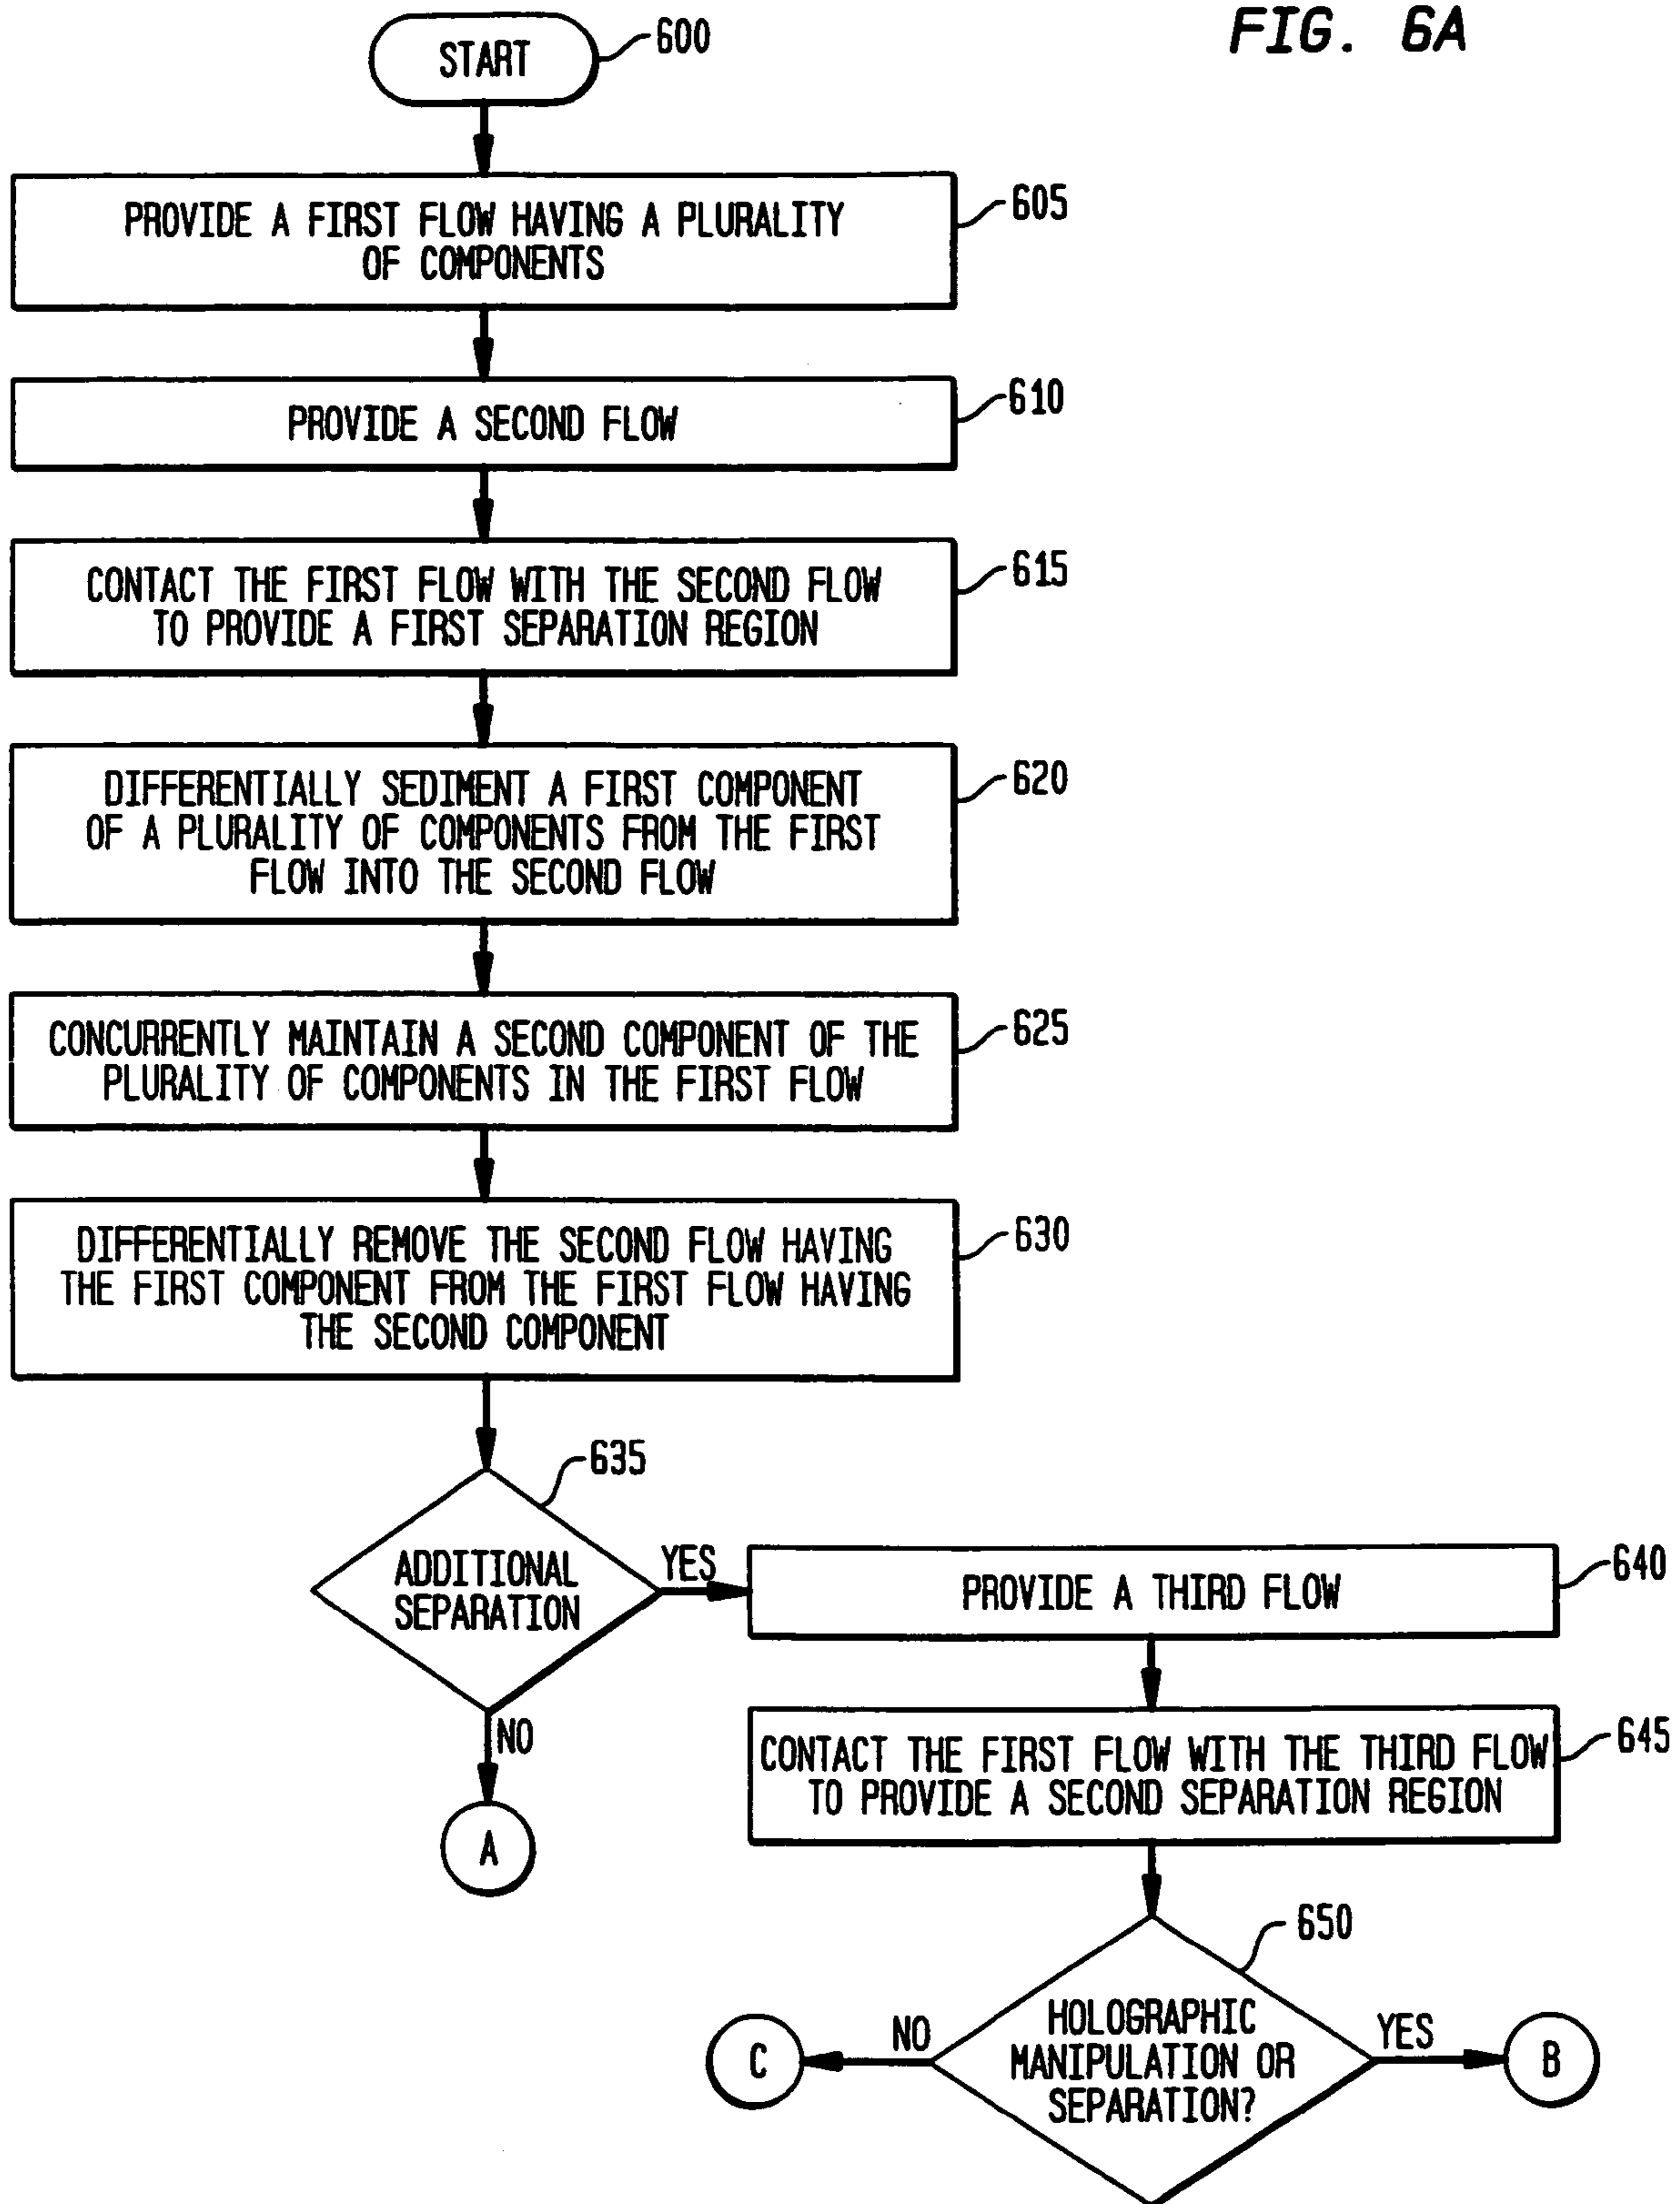 FIG. 6A
START
600
PROVIDE A FIRST FLOW HAVING A PLURALITY
OF COMPONENTS
605
PROVIDE A SECOND FLOW
610
CONTACT THE FIRST FLOW WITH THE SECOND FLOW
TO PROVIDE A FIRST SEPARATION REGION
615
DIFFERENTIALLY SEDIMENT A FIRST COMPONENT
OF A PLURALITY OF COMPONENTS FROM THE FIRST
FLOW INTO THE SECOND FLOW
620
CONCURRENTLY MAINTAIN A SECOND COMPONENT OF THE
PLURALITY OF COMPONENTS IN THE FIRST FLOW
625
DIFFERENTIALLY REMOVE THE SECOND FLOW HAVING
THE FIRST COMPONENT FROM THE FIRST FLOW HAVING
THE SECOND COMPONENT
630
635
ADDITIONAL
SEPARATION
YES
NO
A
PROVIDE A THIRD FLOW
640
CONTACT THE FIRST FLOW WITH THE THIRD FLOW
TO PROVIDE A SECOND SEPARATION REGION
645
650
HOLOGRAPHIC
MANIPULATION OR
SEPARATION?
NO
C
YES
B